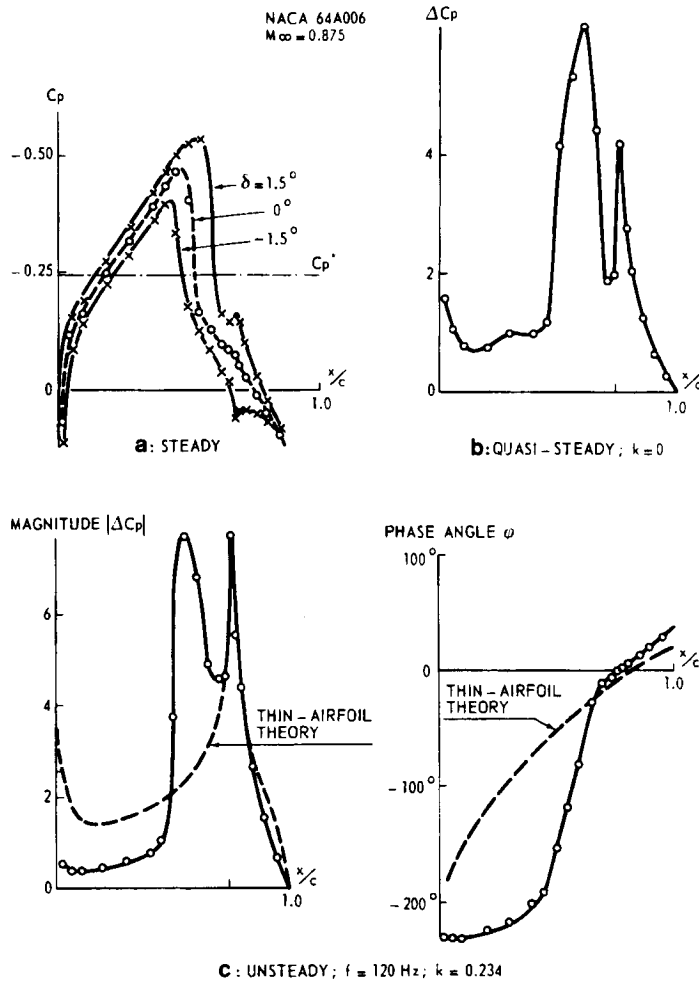 NACA 64A006
M∞=0.875
Cp
-0.50
-0.25
0
δ=1.5°
0°
-1.5°
Cp*
x/c
1.0
a: STEADY
ΔCp
4
2
0
x/c
1.0
b: QUASI-STEADY; k=0
MAGNITUDE |ΔCp|
6
4
2
0
THIN-AIRFOIL
THEORY
x/c
1.0
PHASE ANGLE φ
100°
0
-100°
-200°
THIN-AIRFOIL
THEORY
x/c
1.0
C: UNSTEADY; f = 120 Hz; k = 0.234